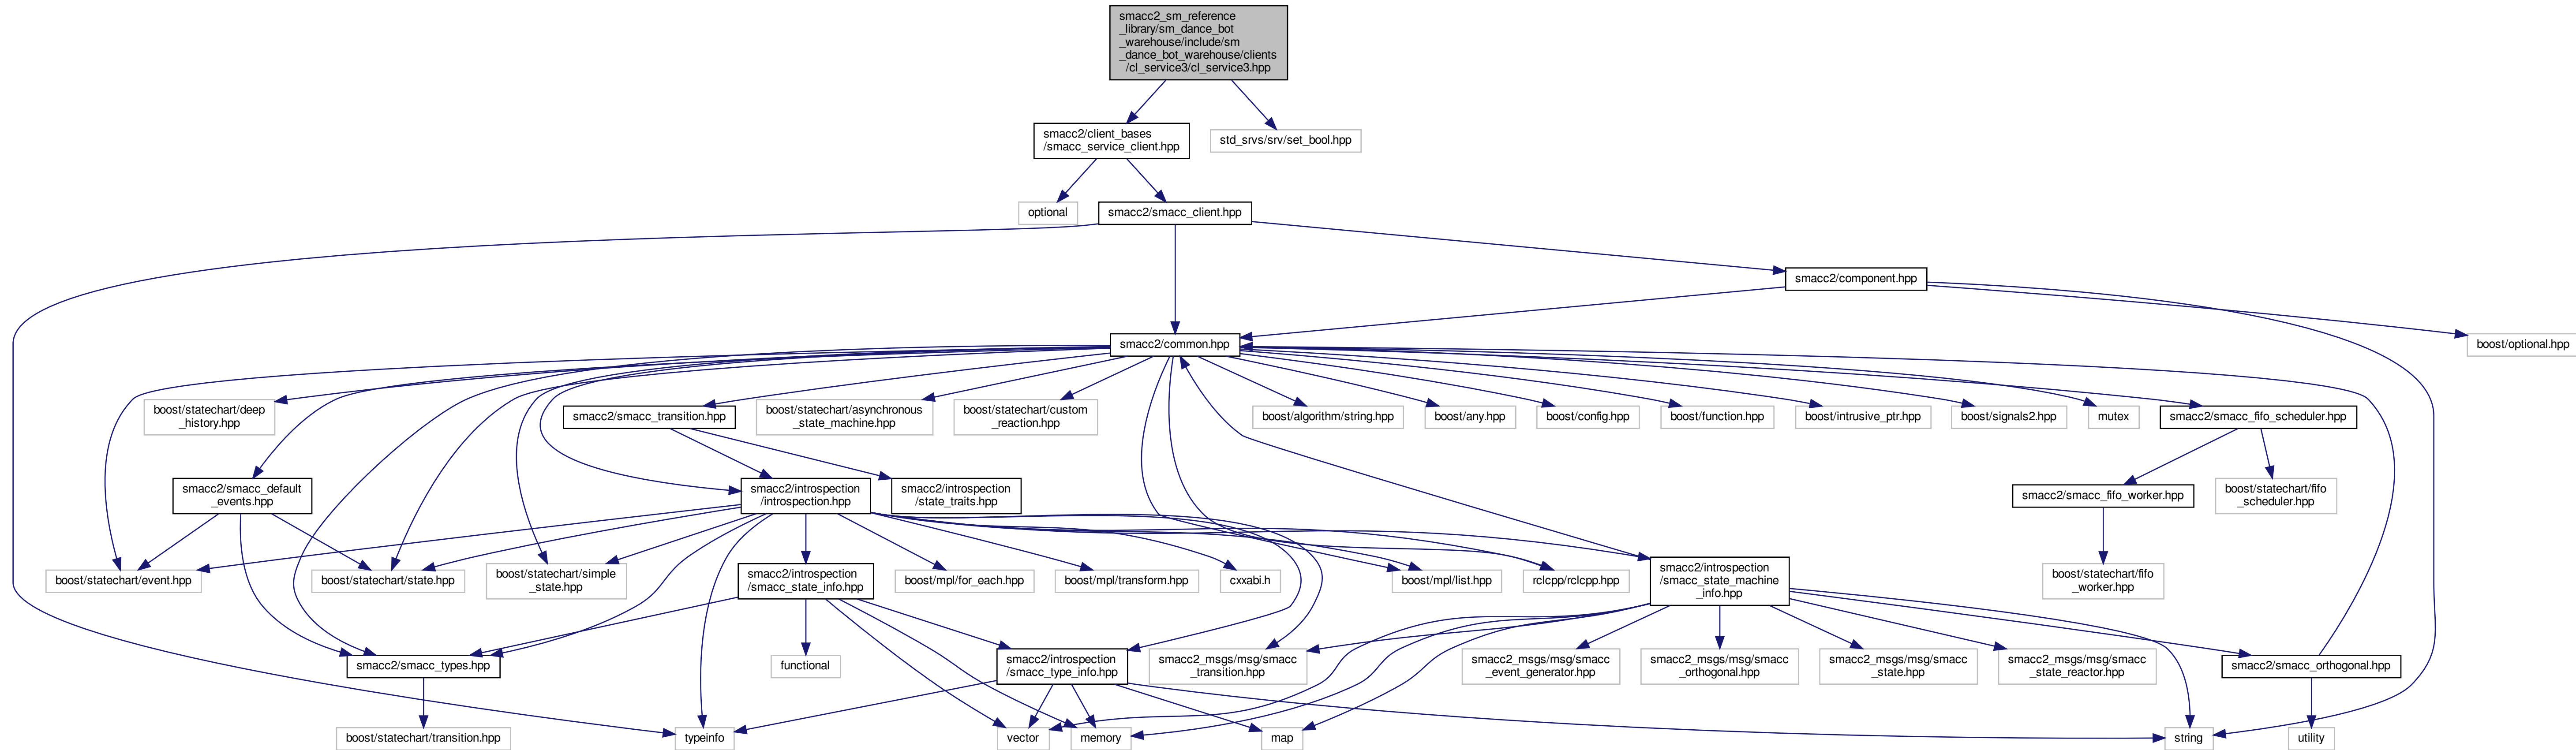 smacc2_sm_reference
_library/sm_dance_bot
_warehouse/include/sm
_dance_bot_warehouse/clients
/cl_service3/cl_service3.hpp
smacc2/client_bases
/smacc_service_client.hpp
std_srvs/srv/set_bool.hpp
optional
smacc2/smacc_client.hpp
smacc2/component.hpp
smacc2/common.hpp
boost/optional.hpp
boost/statechart/deep
_history.hpp
smacc2/smacc_transition.hpp
boost/statechart/asynchronous
_state_machine.hpp
boost/statechart/custom
_reaction.hpp
boost/algorithm/string.hpp
boost/any.hpp
boost/config.hpp
boost/function.hpp
boost/intrusive_ptr.hpp
boost/signals2.hpp
mutex
smacc2/smacc_fifo_scheduler.hpp
smacc2/smacc_default
_events.hpp
smacc2/introspection
/introspection.hpp
smacc2/introspection
/state_traits.hpp
smacc2/smacc_fifo_worker.hpp
boost/statechart/fifo
_scheduler.hpp
boost/statechart/event.hpp
boost/statechart/state.hpp
boost/statechart/simple
_state.hpp
smacc2/introspection
/smacc_state_info.hpp
boost/mpl/for_each.hpp
boost/mpl/transform.hpp
cxxabi.h
boost/mpl/list.hpp
rclcpp/rclcpp.hpp
smacc2/introspection
/smacc_state_machine
_info.hpp
boost/statechart/fifo
_worker.hpp
smacc2/smacc_types.hpp
functional
smacc2/introspection
/smacc_type_info.hpp
smacc2_msgs/msg/smacc
_transition.hpp
smacc2_msgs/msg/smacc
_event_generator.hpp
smacc2_msgs/msg/smacc
_orthogonal.hpp
smacc2_msgs/msg/smacc
_state.hpp
smacc2_msgs/msg/smacc
_state_reactor.hpp
smacc2/smacc_orthogonal.hpp
boost/statechart/transition.hpp
typeinfo
vector
memory
map
string
utility